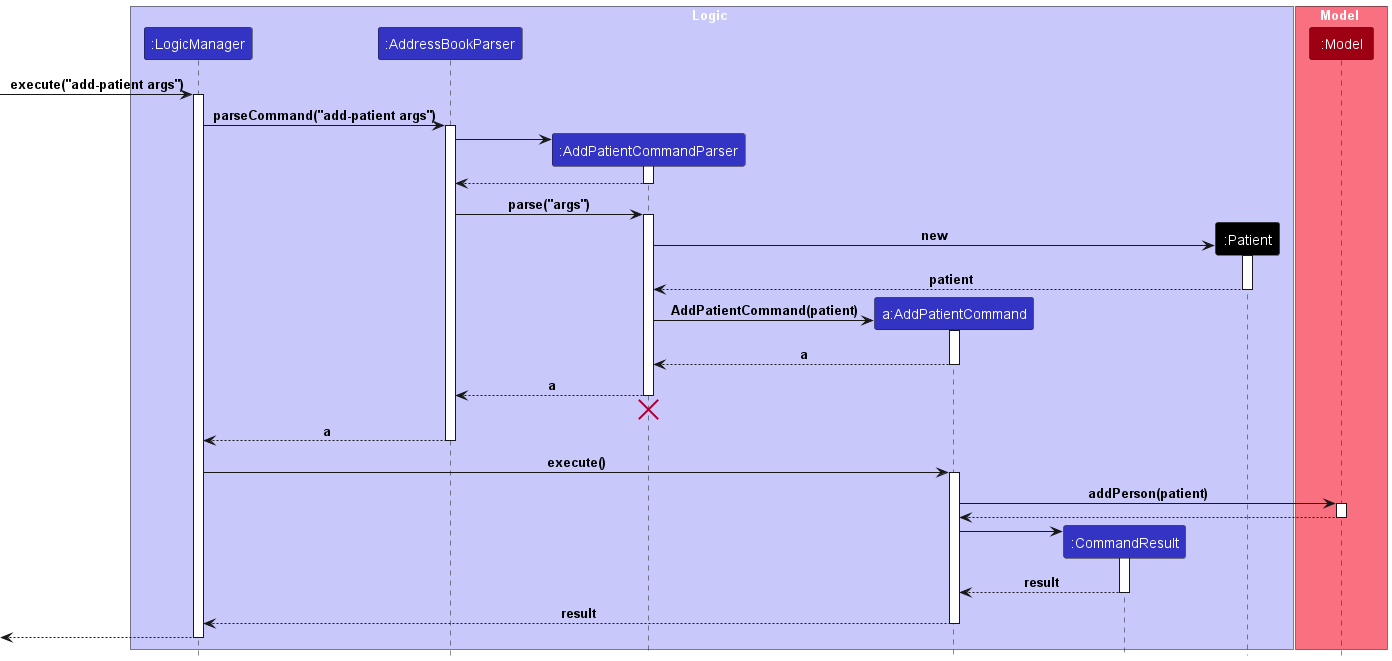 Logic
Model
:LogicManager
:AddressBookParser
:Model
execute("add-patient args")
parseCommand("add-patient args")
:AddPatientCommandParser
parse("args")
new
:Patient
patient
AddPatientCommand(patient)
a:AddPatientCommand
a
a
a
execute()
addPerson(patient)
:CommandResult
result
result